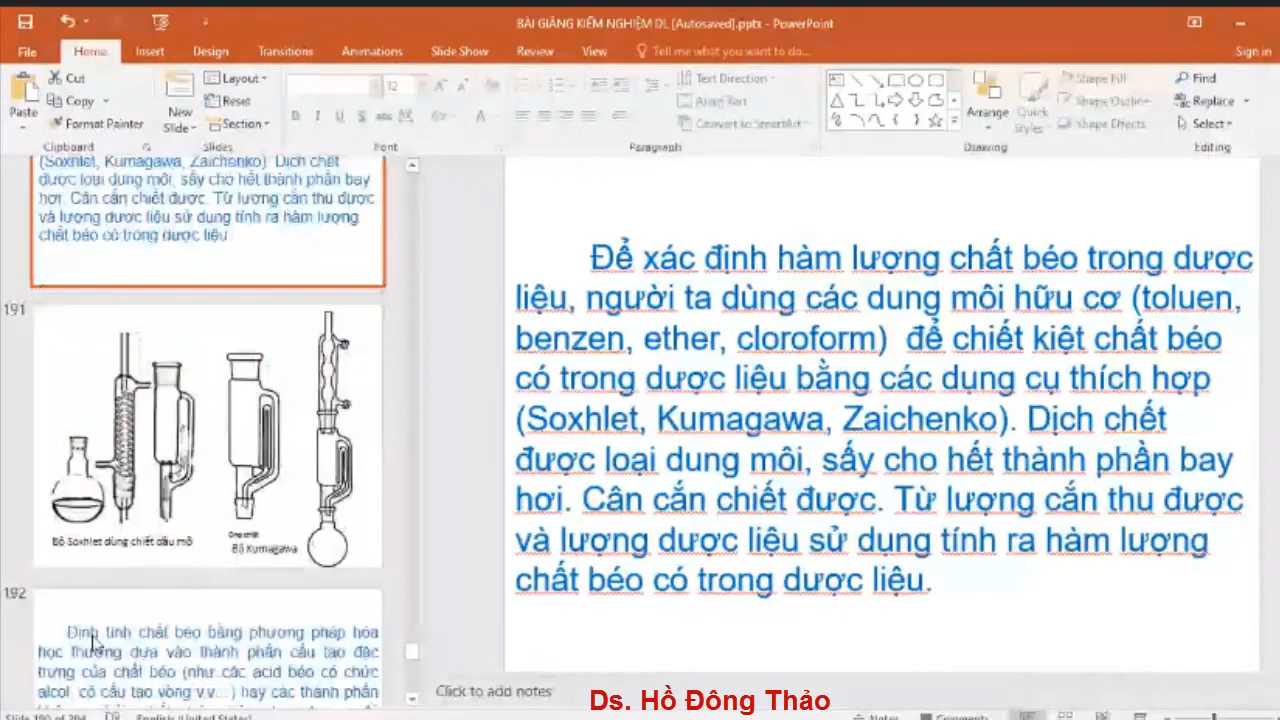 BÀI GIẢNG KIỂM NGHIỆM DL [Autosaved].pptx - PowerPoint
File Home Insert Design Transitions Animations Slide Show Review View Tell me what you want to do... Sign in
Cut
Copy
Format Painter
Paste
Clipboard
New
Slide
Layout
Reset
Section
Slides
32
Font
Text Direction
Align Text
Convert to SmartArt
Paragraph
Arrange
Quick
Styles
Shape Fill
Shape Outline
Shape Effects
Drawing
Find
Replace
Select
Editing
(Soxhlet, Kumagawa, Zaichenko). Dịch chết
được loại dung môi, sấy cho hết thành phần bay
hơi. Cân cắn chiết được. Từ lượng cắn thu được
và lượng dược liệu sử dụng tính ra hàm lượng
chất béo có trong dược liệu.
191
Bộ Soxhlet dùng chiết dầu mỡ
Bộ Kumagawa
192
Định tính chất béo bằng phương pháp hóa
học thường dựa vào thành phần cấu tạo đặc
trưng của chất béo (như các acid béo có chức
alcol, có cấu tạo vòng v.v...) hay các thành phần
Để xác định hàm lượng chất béo trong dược
liệu, người ta dùng các dung môi hữu cơ (toluen,
benzen, ether, cloroform) để chiết kiệt chất béo
có trong dược liệu bằng các dụng cụ thích hợp
(Soxhlet, Kumagawa, Zaichenko). Dịch chết
được loại dung môi, sấy cho hết thành phần bay
hơi. Cân cắn chiết được. Từ lượng cắn thu được
và lượng dược liệu sử dụng tính ra hàm lượng
chất béo có trong dược liệu.
Click to add notes
Ds. Hồ Đông Thảo
Slide 190 of 284 English (United States) Notes Comments